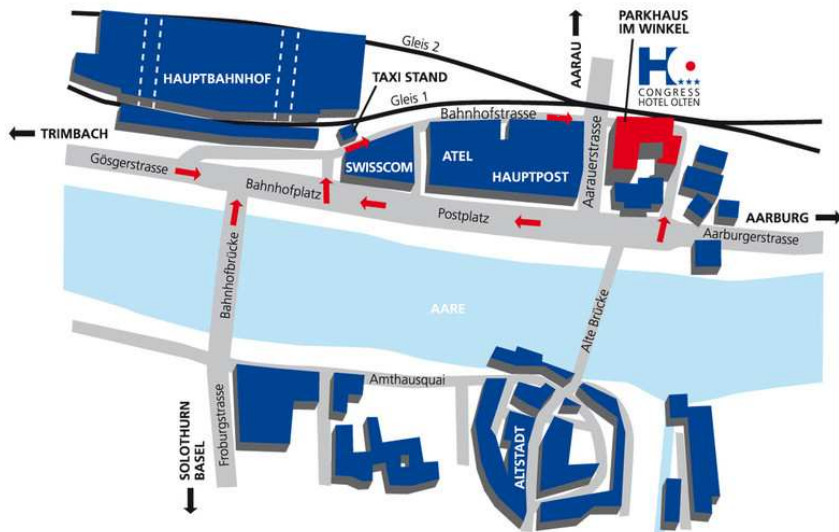 PARKHAUS
IM WINKEL
AARAU
Gleis 2
HAUPTBAHNHOF
TAXI STAND
CONGRESS
HOTEL OLTEN
Gleis 1
Bahnhofstrasse
TRIMBACH
Gösgerstrasse
SWISSCOM
ATEL
HAUPTPOST
Aarauerstrasse
Bahnhofplatz
Postplatz
AARBURG
Aarburgerstrasse
Bahnhofbrücke
AARE
Alte Brücke
Amthausquai
Froburgstrasse
ALTSTADT
SOLOTHURN
BASEL